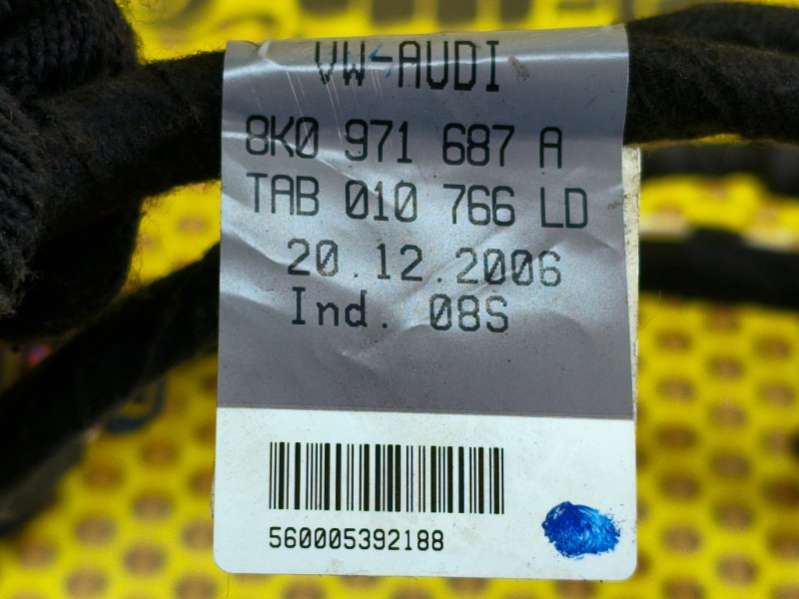 VW-AUDI
8K0 971 687 A
TAB 010 766 LD
20.12.2006
Ind. 08S
560005392188